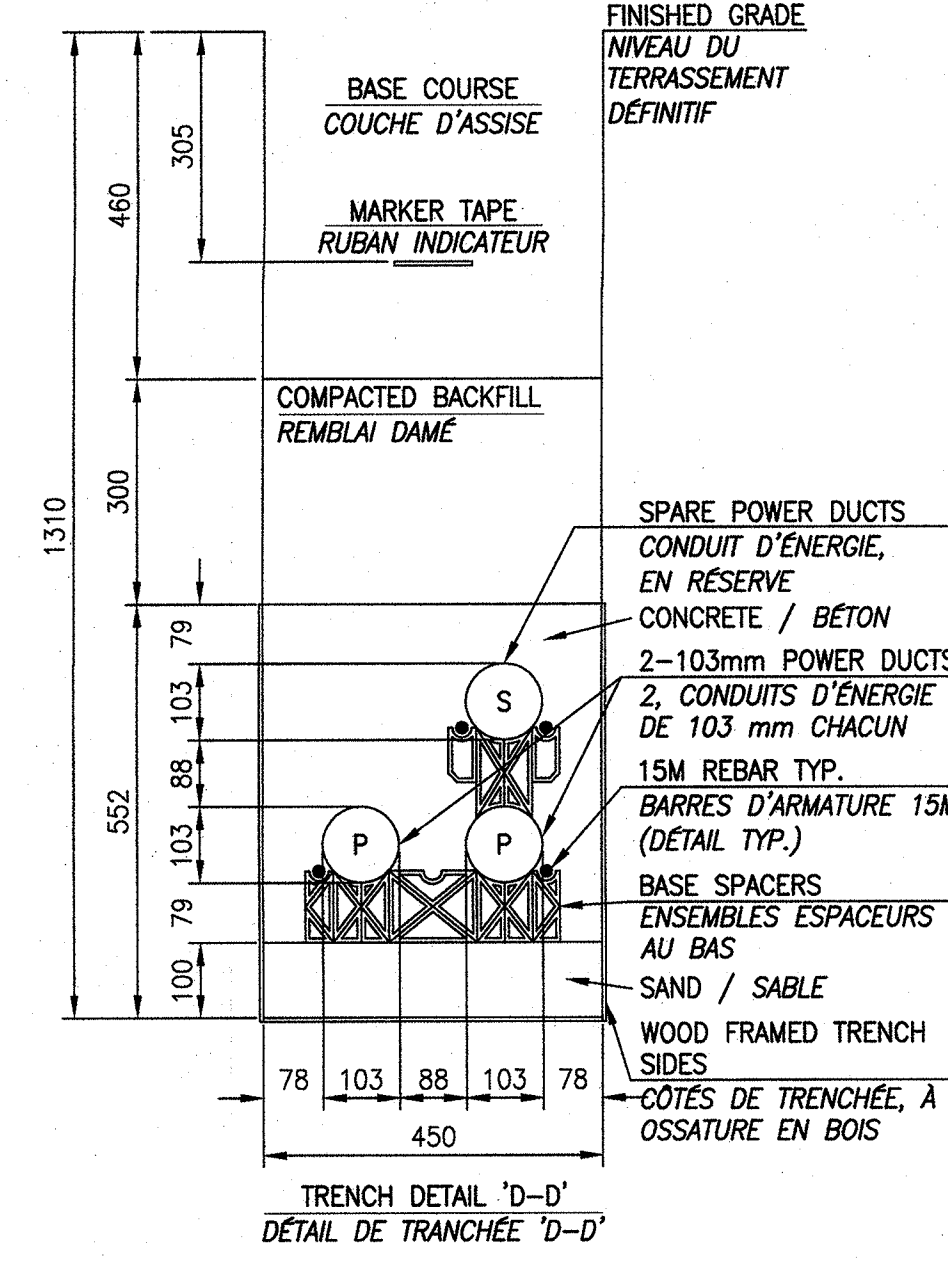 FINISHED GRADE
NIVEAU DU
TERRASSEMENT
DÉFINITIF
BASE COURSE
COUCHE D'ASSISE
305
460
MARKER TAPE
RUBAN INDICATEUR
COMPACTED BACKFILL
REMBLAI DAMÉ
300
1310
SPARE POWER DUCTS
CONDUIT D'ÉNERGIE,
EN RÉSERVE
CONCRETE / BÉTON
79
2-103mm POWER DUCTS
2, CONDUITS D'ÉNERGIE
DE 103 mm CHACUN
103
S
88
15M REBAR TYP.
BARRES D'ARMATURE 15M
(DÉTAIL TYP.)
552
103
P
P
BASE SPACERS
ENSEMBLES ESPACEURS
AU BAS
79
100
SAND / SABLE
WOOD FRAMED TRENCH
SIDES
CÔTÉS DE TRENCHÉE, À
OSSATURE EN BOIS
78 103 88 103 78
450
TRENCH DETAIL 'D-D'
DÉTAIL DE TRANCHÉE 'D-D'